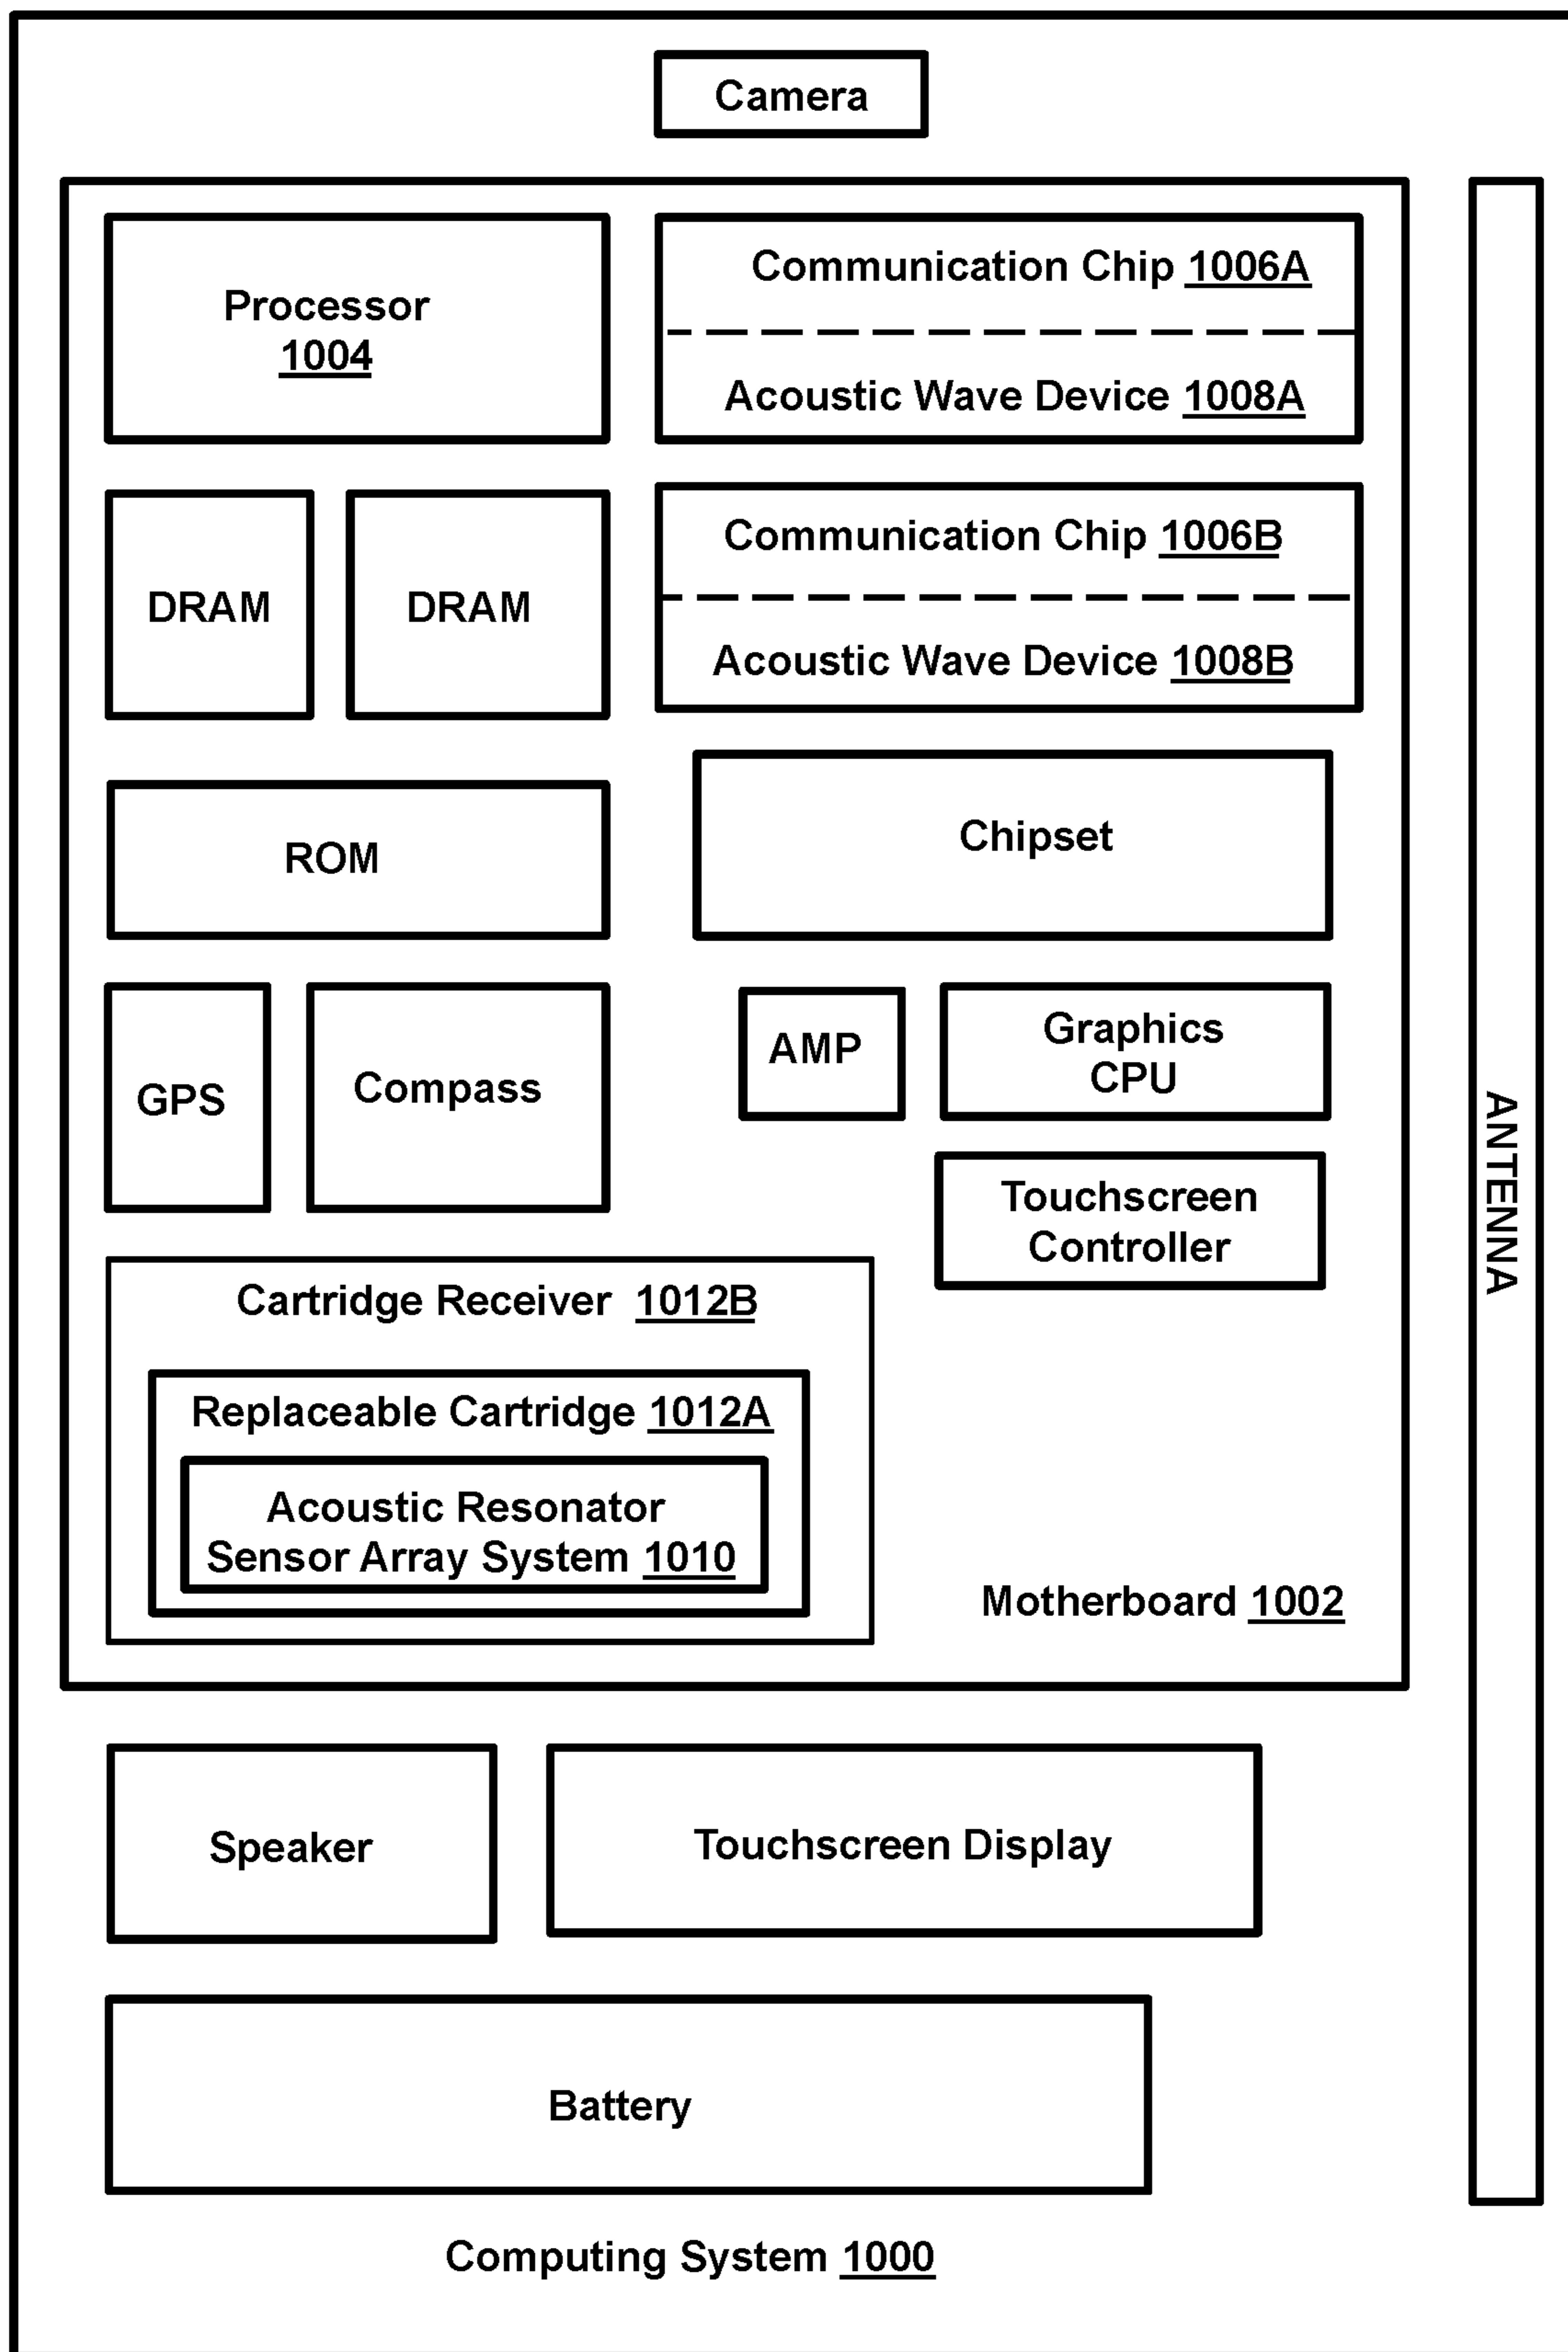 Camera
Processor
1004
Communication Chip 1006A
Acoustic Wave Device 1008A
DRAM
DRAM
Communication Chip 1006B
Acoustic Wave Device 1008B
ROM
Chipset
GPS
Compass
AMP
Graphics
CPU
Touchscreen
Controller
ANTENNA
Cartridge Receiver 1012B
Replaceable Cartridge 1012A
Acoustic Resonator
Sensor Array System 1010
Motherboard 1002
Speaker
Touchscreen Display
Battery
Computing System 1000